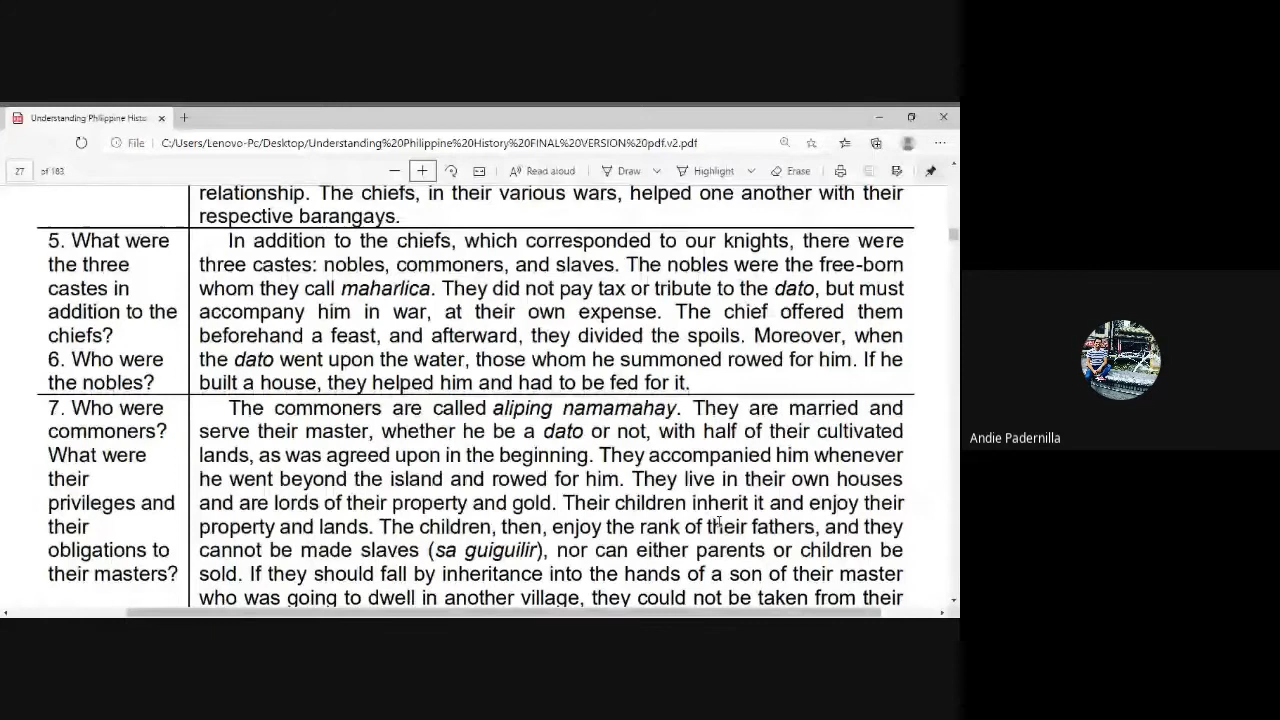 Understanding Philippine Histo
File C:/Users/Lenovo-Pc/Desktop/Understanding%20Philippine%20History%20FINAL%20VERSION%20pdf.v2.pdf
27 of 183 Read aloud Draw Highlight Erase
relationship. The chiefs, in their various wars, helped one another with their
respective barangays.
5. What were
the three
castes in
addition to the
chiefs?
6. Who were
the nobles?
In addition to the chiefs, which corresponded to our knights, there were
three castes: nobles, commoners, and slaves. The nobles were the free-born
whom they call maharlica. They did not pay tax or tribute to the dato, but must
accompany him in war, at their own expense. The chief offered them
beforehand a feast, and afterward, they divided the spoils. Moreover, when
the dato went upon the water, those whom he summoned rowed for him. If he
built a house, they helped him and had to be fed for it.
7. Who were
commoners?
What were
their
privileges and
their
obligations to
their masters?
The commoners are called aliping namamahay. They are married and
serve their master, whether he be a dato or not, with half of their cultivated
lands, as was agreed upon in the beginning. They accompanied him whenever
he went beyond the island and rowed for him. They live in their own houses
and are lords of their property and gold. Their children inherit it and enjoy their
property and lands. The children, then, enjoy the rank of their fathers, and they
cannot be made slaves (sa guiguilir), nor can either parents or children be
sold. If they should fall by inheritance into the hands of a son of their master
who was going to dwell in another village, they could not be taken from their
Andie Padernilla